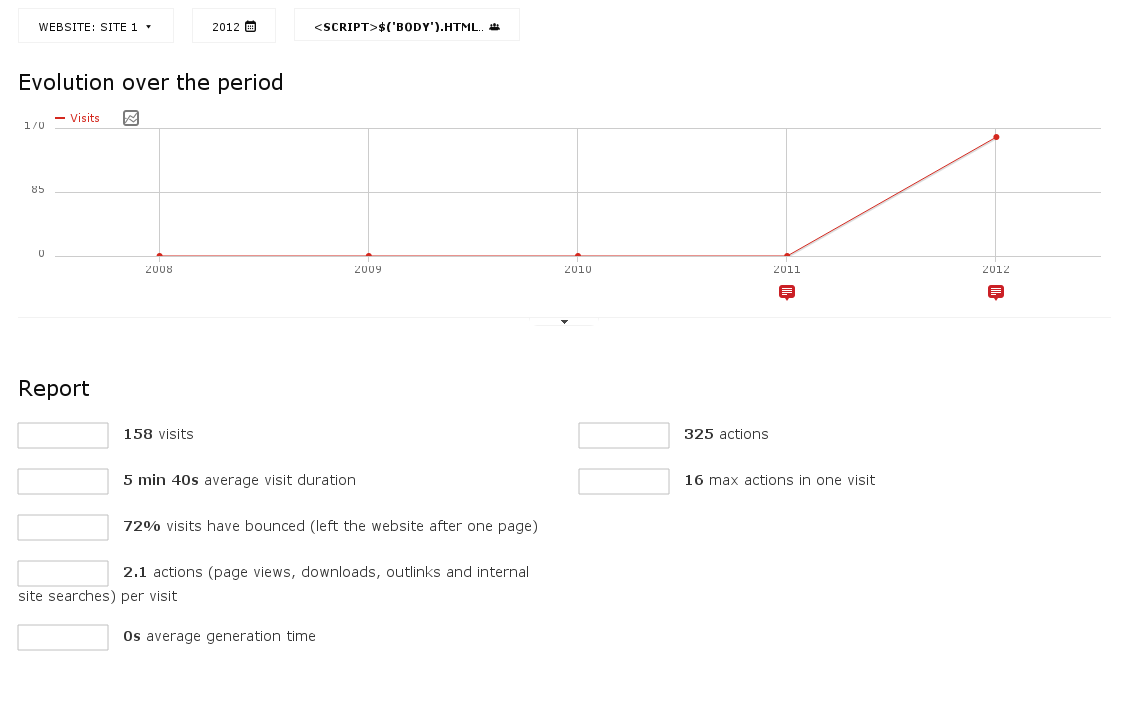 WEBSITE: SITE 1
2012
<SCRIPT>$('BODY').HTML..
Evolution over the period
Visits
170
85
0
2008 2009 2010 2011 2012
Report
158 visits
325 actions
5 min 40s average visit duration
16 max actions in one visit
72% visits have bounced (left the website after one page)
2.1 actions (page views, downloads, outlinks and internal
site searches) per visit
0s average generation time